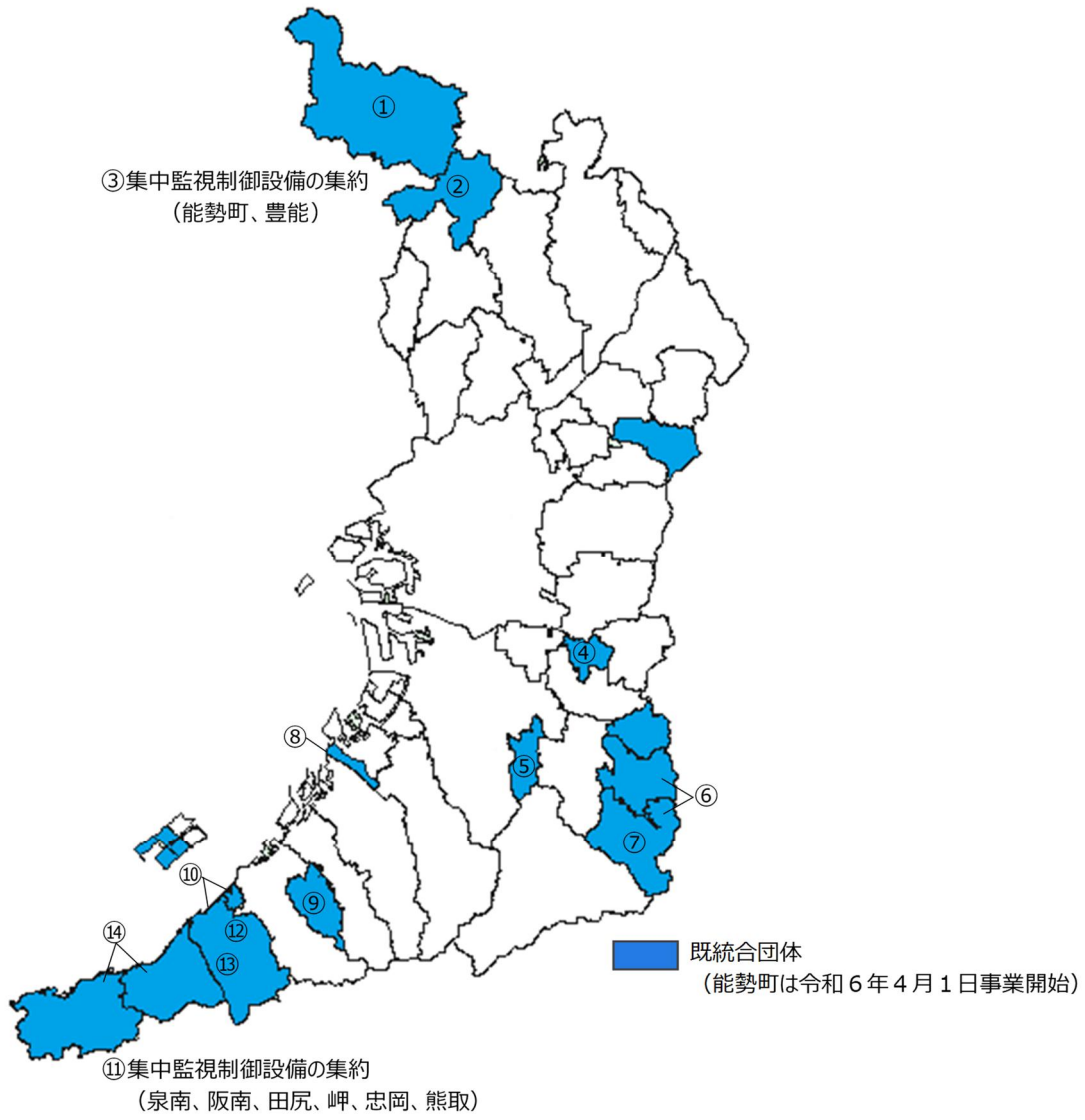 ①
②
③集中監視制御設備の集約
（能勢町、豊能）
④
⑤
⑥
⑦
⑧
⑨
⑩
⑫
⑬
⑭
既統合団体
（能勢町は令和６年４月１日事業開始）
⑪集中監視制御設備の集約
（泉南、阪南、田尻、岬、忠岡、熊取）